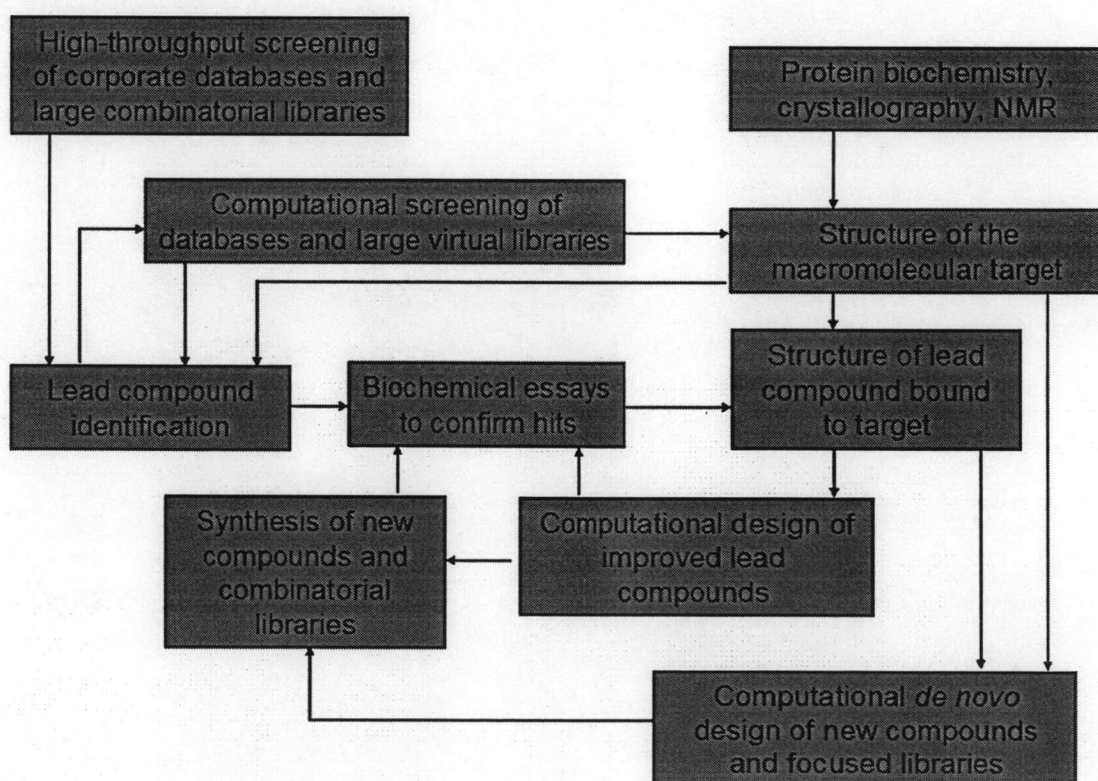 High-throughput screening
of corporate databases and
large combinatorial libraries
Protein biochemistry,
crystallography, NMR
Computational screening of
databases and large virtual libraries
Structure of the
macromolecular target
Lead compound
identification
Biochemical essays
to confirm hits
Structure of lead
compound bound
to target
Synthesis of new
compounds and
combinatorial
libraries
Computational design of
improved lead
compounds
Computational de novo
design of new compounds
and focused libraries